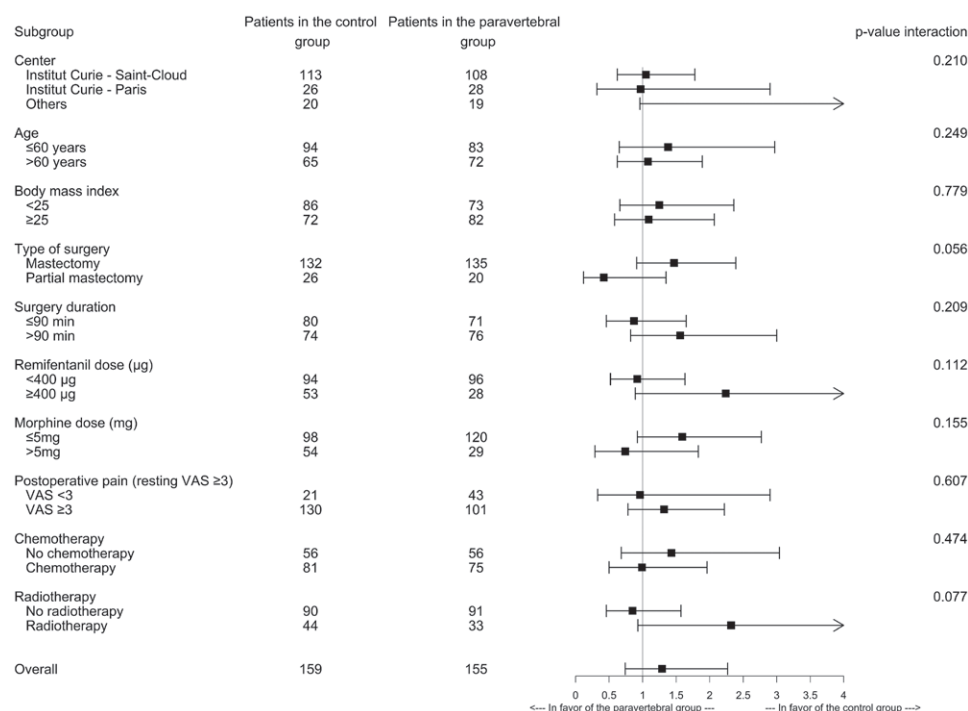 Subgroup Patients in the control group Patients in the paravertebral group p-value interaction
Center 0.210
Institut Curie - Saint-Cloud 113 108
Institut Curie - Paris 26 28
Others 20 19
Age 0.249
≤60 years 94 83
>60 years 65 72
Body mass index 0.779
<25 86 73
≥25 72 82
Type of surgery 0.056
Mastectomy 132 135
Partial mastectomy 26 20
Surgery duration 0.209
≤90 min 80 71
>90 min 74 76
Remifentanil dose (µg) 0.112
<400 µg 94 96
≥400 µg 53 28
Morphine dose (mg) 0.155
≤5mg 98 120
>5mg 54 29
Postoperative pain (resting VAS ≥3) 0.607
VAS <3 21 43
VAS ≥3 130 101
Chemotherapy 0.474
No chemotherapy 56 56
Chemotherapy 81 75
Radiotherapy 0.077
No radiotherapy 90 91
Radiotherapy 44 33
Overall 159 155
0 0.5 1 1.5 2 2.5 3 3.5 4
<--- In favor of the paravertebral group --- --- In favor of the control group --->